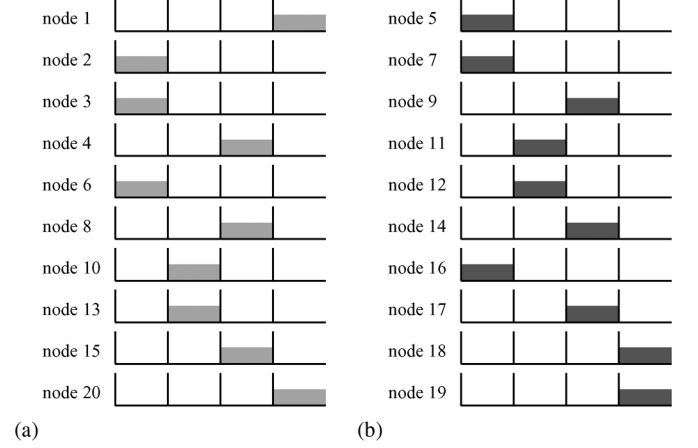 node 1
node 2
node 3
node 4
node 6
node 8
node 10
node 13
node 15
node 20
(a)
node 5
node 7
node 9
node 11
node 12
node 14
node 16
node 17
node 18
node 19
(b)